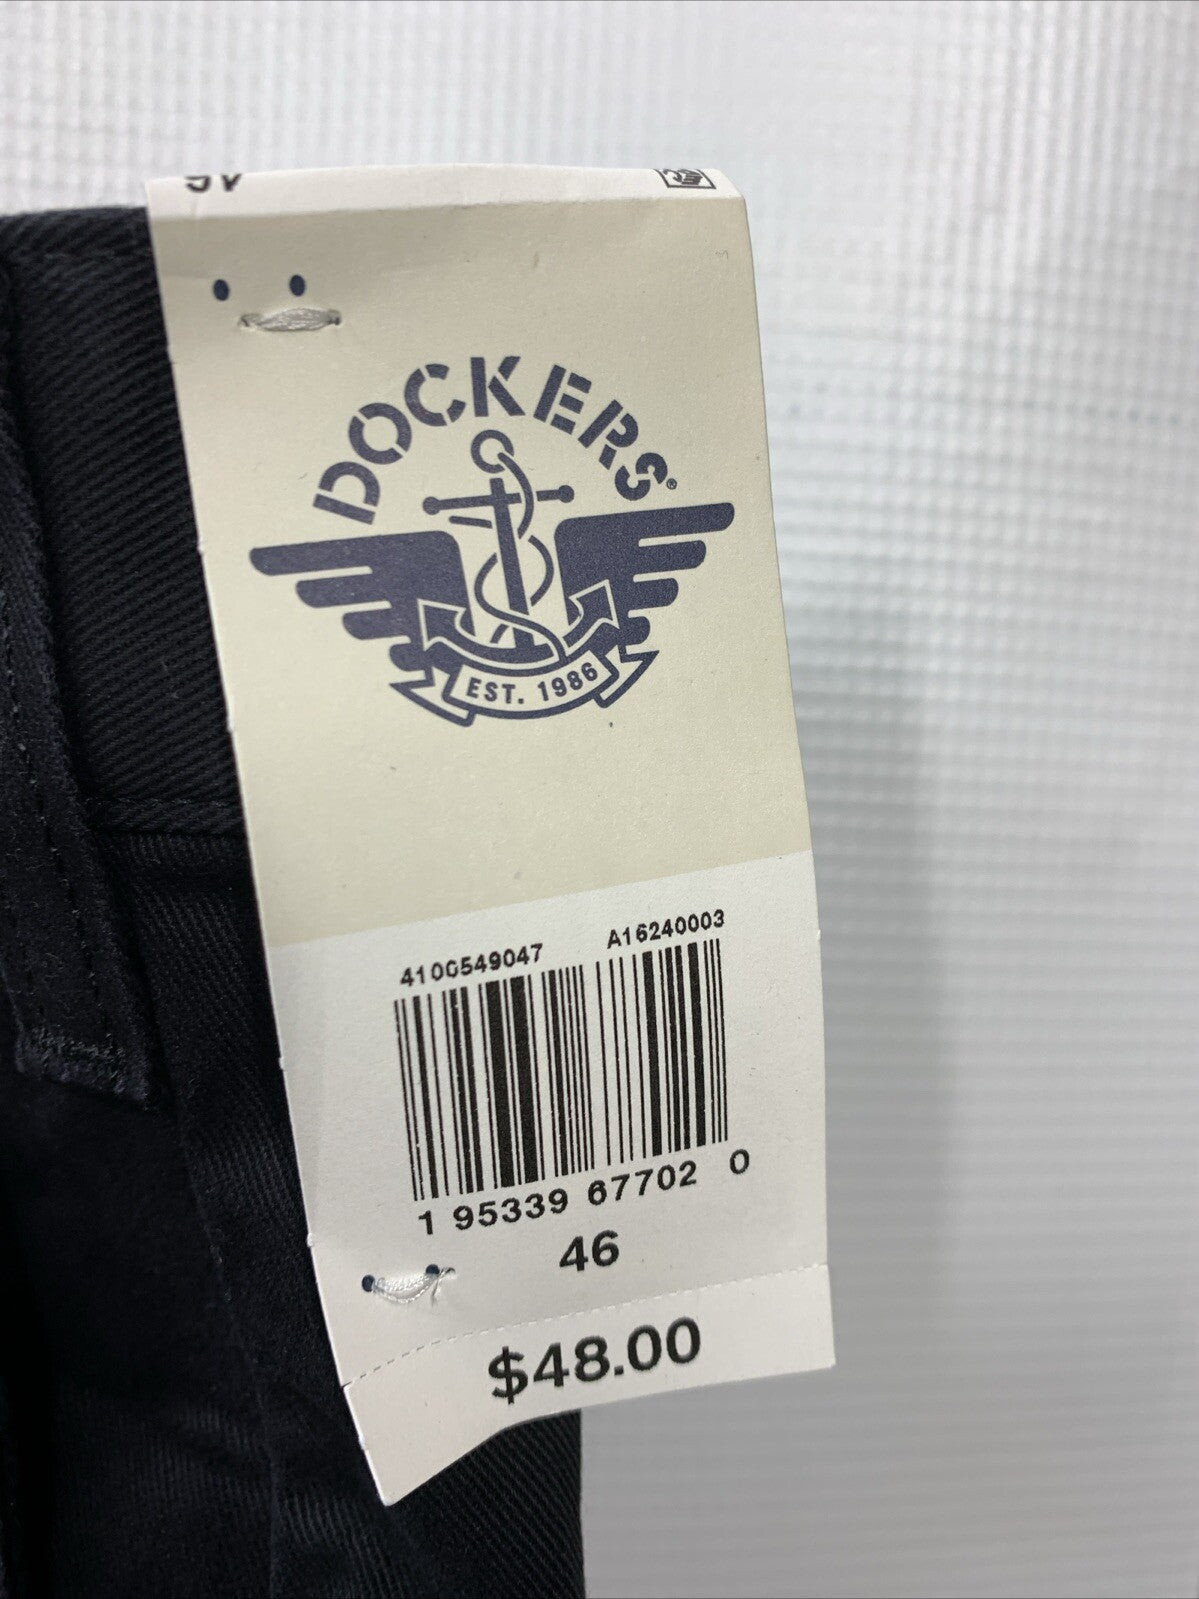 DOCKERS®
EST. 1986
4100549047 A16240003
1 95339 67702 0
46
$48.00